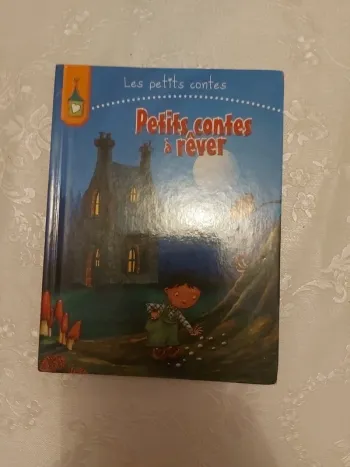 Les petits contes
Petits contes
à rêver